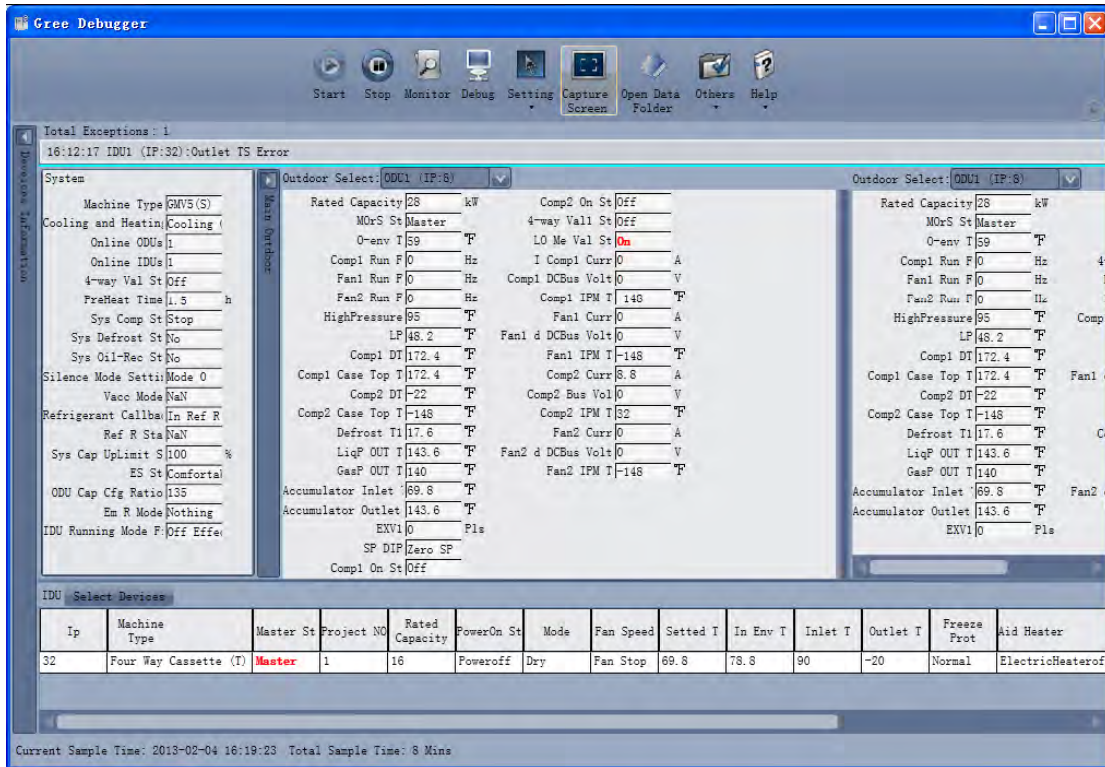 Gree Debugger
Start Stop Monitor Debug Setting Capture Screen Open Data Folder Others Help
Total Exceptions : 1
16:12:17 IDU1 (IP:32):Outlet TS Error
Devices Information
System
Machine Type GMV5(S)
Cooling and Heatin Cooling (
Online ODUs 1
Online IDUs 1
4-way Val St Off
PreHeat Time 1.5 h
Sys Comp St Stop
Sys Defrost St No
Sys Oil-Rec St No
Silence Mode Setti Mode 0
Vacc Mode NaN
Refrigerant Callba In Ref R
Ref R Sta NaN
Sys Cap UpLimit S 100 %
ES St Comfortal
ODU Cap Cfg Ratio 135
Em R Mode Nothing
IDU Running Mode F: Off Effe
Main Outdoor
Outdoor Select: ODU1 (IP:8)
Rated Capacity 28 kW
MOrS St Master
O-env T 59 °F
Comp1 Run F 0 Hz
Fan1 Run F 0 Hz
Fan2 Run F 0 Hz
HighPressure 95 °F
LP 48.2 °F
Comp1 DT 172.4 °F
Comp1 Case Top T 172.4 °F
Comp2 DT -22 °F
Comp2 Case Top T -148 °F
Defrost T1 17.6 °F
LiqP OUT T 143.6 °F
GasP OUT T 140 °F
Accumulator Inlet 69.8 °F
Accumulator Outlet 143.6 °F
EXV1 0 Pls
SP DIP Zero SP
Comp1 On St Off
Comp2 On St Off
4-way Val1 St Off
LO Me Val St On
I Comp1 Curr 0 A
Comp1 DCBus Volt 0 V
Comp1 IPM T 148 °F
Fan1 Curr 0 A
Fan1 d DCBus Volt 0 V
Fan1 IPM T -148 °F
Comp2 Curr 8.8 A
Comp2 Bus Vol 0 V
Comp2 IPM T 32 °F
Fan2 Curr 0 A
Fan2 d DCBus Volt 0 V
Fan2 IPM T -148 °F
Outdoor Select: ODU1 (IP:8)
Rated Capacity 28 kW
MOrS St Master
O-env T 59 °F
Comp1 Run F 0 Hz 4
Fan1 Run F 0 Hz
Fan2 Run F 0 Hz
HighPressure 95 °F Comp
LP 48.2 °F
Comp1 DT 172.4 °F
Comp1 Case Top T 172.4 °F Fan1
Comp2 DT -22 °F
Comp2 Case Top T -148 °F
Defrost T1 17.6 °F C
LiqP OUT T 143.6 °F
GasP OUT T 140 °F
Accumulator Inlet 69.8 °F Fan2
Accumulator Outlet 143.6 °F
EXV1 0 Pls
IDU Select Devices
Ip Machine Type Master St Project NO Rated Capacity PowerOn St Mode Fan Speed Setted T In Env T Inlet T Outlet T Freeze Prot Aid Heater
32 Four Way Cassette (T) Master 1 16 Poweroff Dry Fan Stop 69.8 78.8 90 -20 Normal ElectricHeaterof
Current Sample Time: 2013-02-04 16:19:23 Total Sample Time: 8 Mins